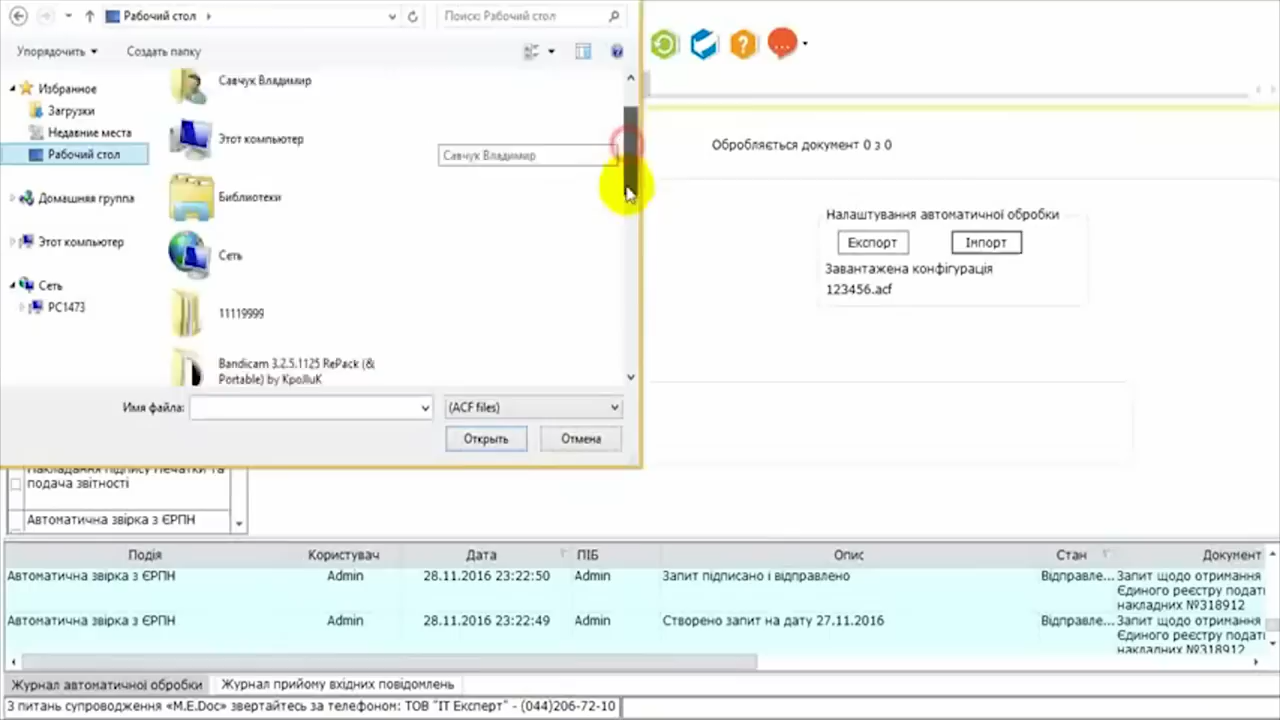 Рабочий стол
Поиск: Рабочий стол
Упорядочить
Создать папку
Избранное
Загрузки
Недавние места
Рабочий стол
Домашняя группа
Этот компьютер
Сеть
PC1473
Савчук Владимир
Этот компьютер
Савчук Владимир
Библиотеки
Сеть
11119999
Bandicam 3.2.5.1125 RePack (&
Portable) by KpoJIuK
Имя файла:
(ACF files)
Открыть
Отмена
Обробляється документ 0 з 0
Налаштування автоматичної обробки
Експорт
Імпорт
Завантажена конфігурація
123456.acf
Накладання підпису Печатки та
подача звітності
Автоматична звірка з ЄРПН
Подія Користувач Дата ПІБ Опис Стан Документ
Автоматична звірка з ЄРПН Admin 28.11.2016 23:22:50 Admin Запит підписано і відправлено Відправле... Запит щодо отримання
Єдиного реєстру подат
накладних №318912
Автоматична звірка з ЄРПН Admin 28.11.2016 23:22:49 Admin Створено запит на дату 27.11.2016 Відправле... Запит щодо отримання
Єдиного реєстру подат
накладних №318912
Журнал автоматичної обробки
Журнал прийому вхідних повідомлень
З питань супроводження «M.E.Doc» звертайтесь за телефоном: ТОВ "ІТ Експерт" - (044)206-72-10